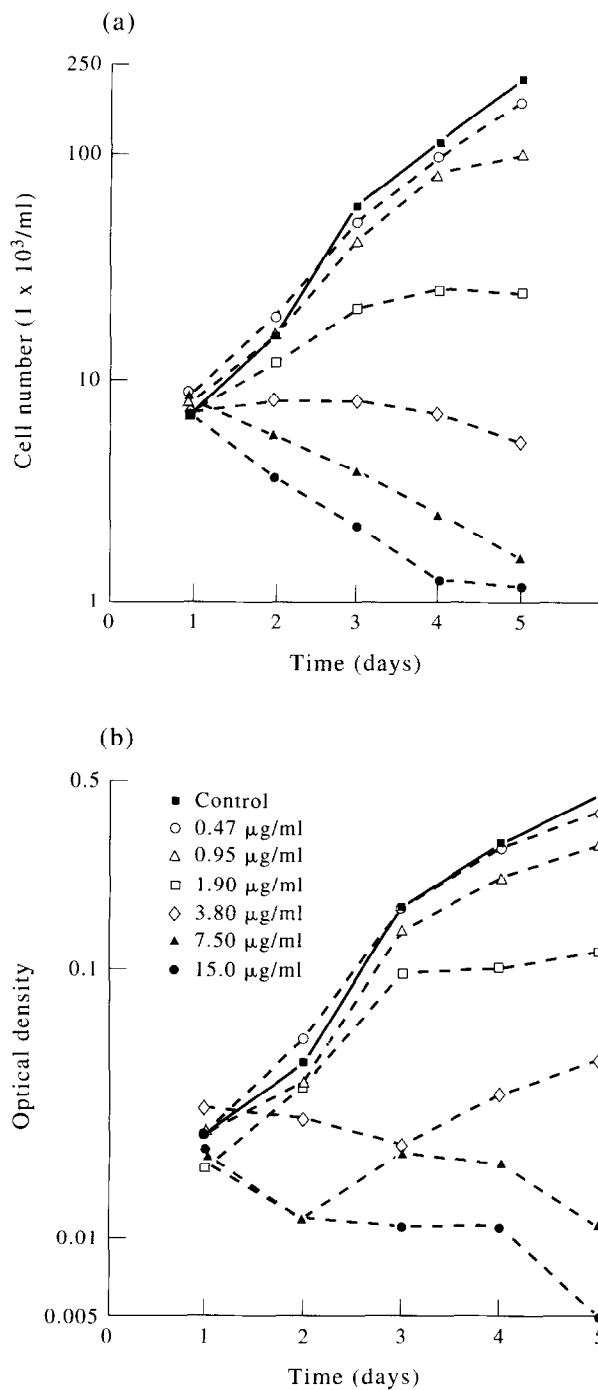 (a)
250
100
10
1
Cell number (1 x 10³/ml)
0 1 2 3 4 5
Time (days)
(b)
0.5
0.1
0.01
0.005
Optical density
Control
0.47 µg/ml
0.95 µg/ml
1.90 µg/ml
3.80 µg/ml
7.50 µg/ml
15.0 µg/ml
0 1 2 3 4 5
Time (days)